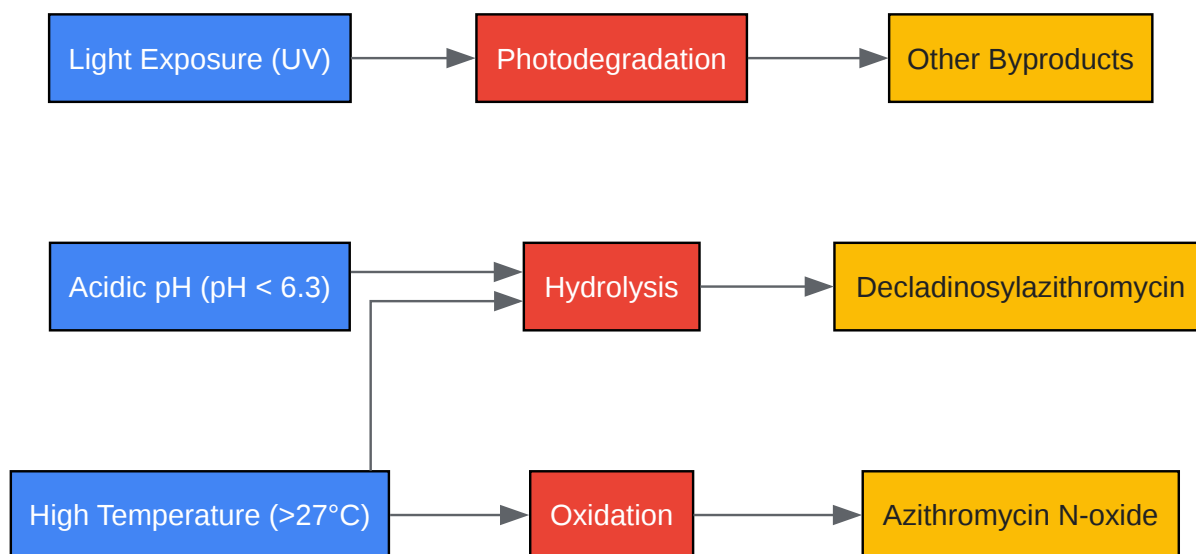 Light Exposure (UV)
Photodegradation
Other Byproducts
Acidic pH (pH < 6.3)
Hydrolysis
Decladinosylazithromycin
High Temperature (>27°C)
Oxidation
Azithromycin N-oxide